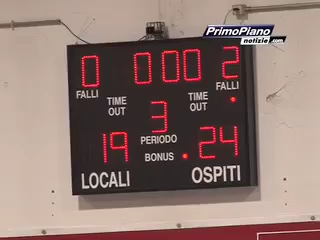 PrimoPiano
notizie .com
0 0:00 2
FALLI FALLI
TIME OUT TIME OUT
3
PERIODO
19 BONUS 24
LOCALI OSPITI